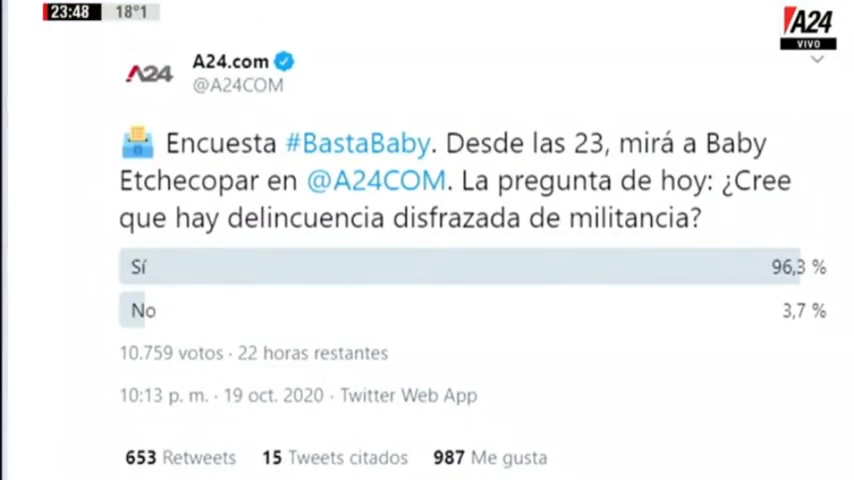 23:48 18°1
A24
VIVO
A24 A24.com
@A24COM
Encuesta #BastaBaby. Desde las 23, mirá a Baby
Etchecopar en @A24COM. La pregunta de hoy: ¿Cree
que hay delincuencia disfrazada de militancia?
Sí 96,3 %
No 3,7 %
10.759 votos · 22 horas restantes
10:13 p. m. · 19 oct. 2020 · Twitter Web App
653 Retweets 15 Tweets citados 987 Me gusta